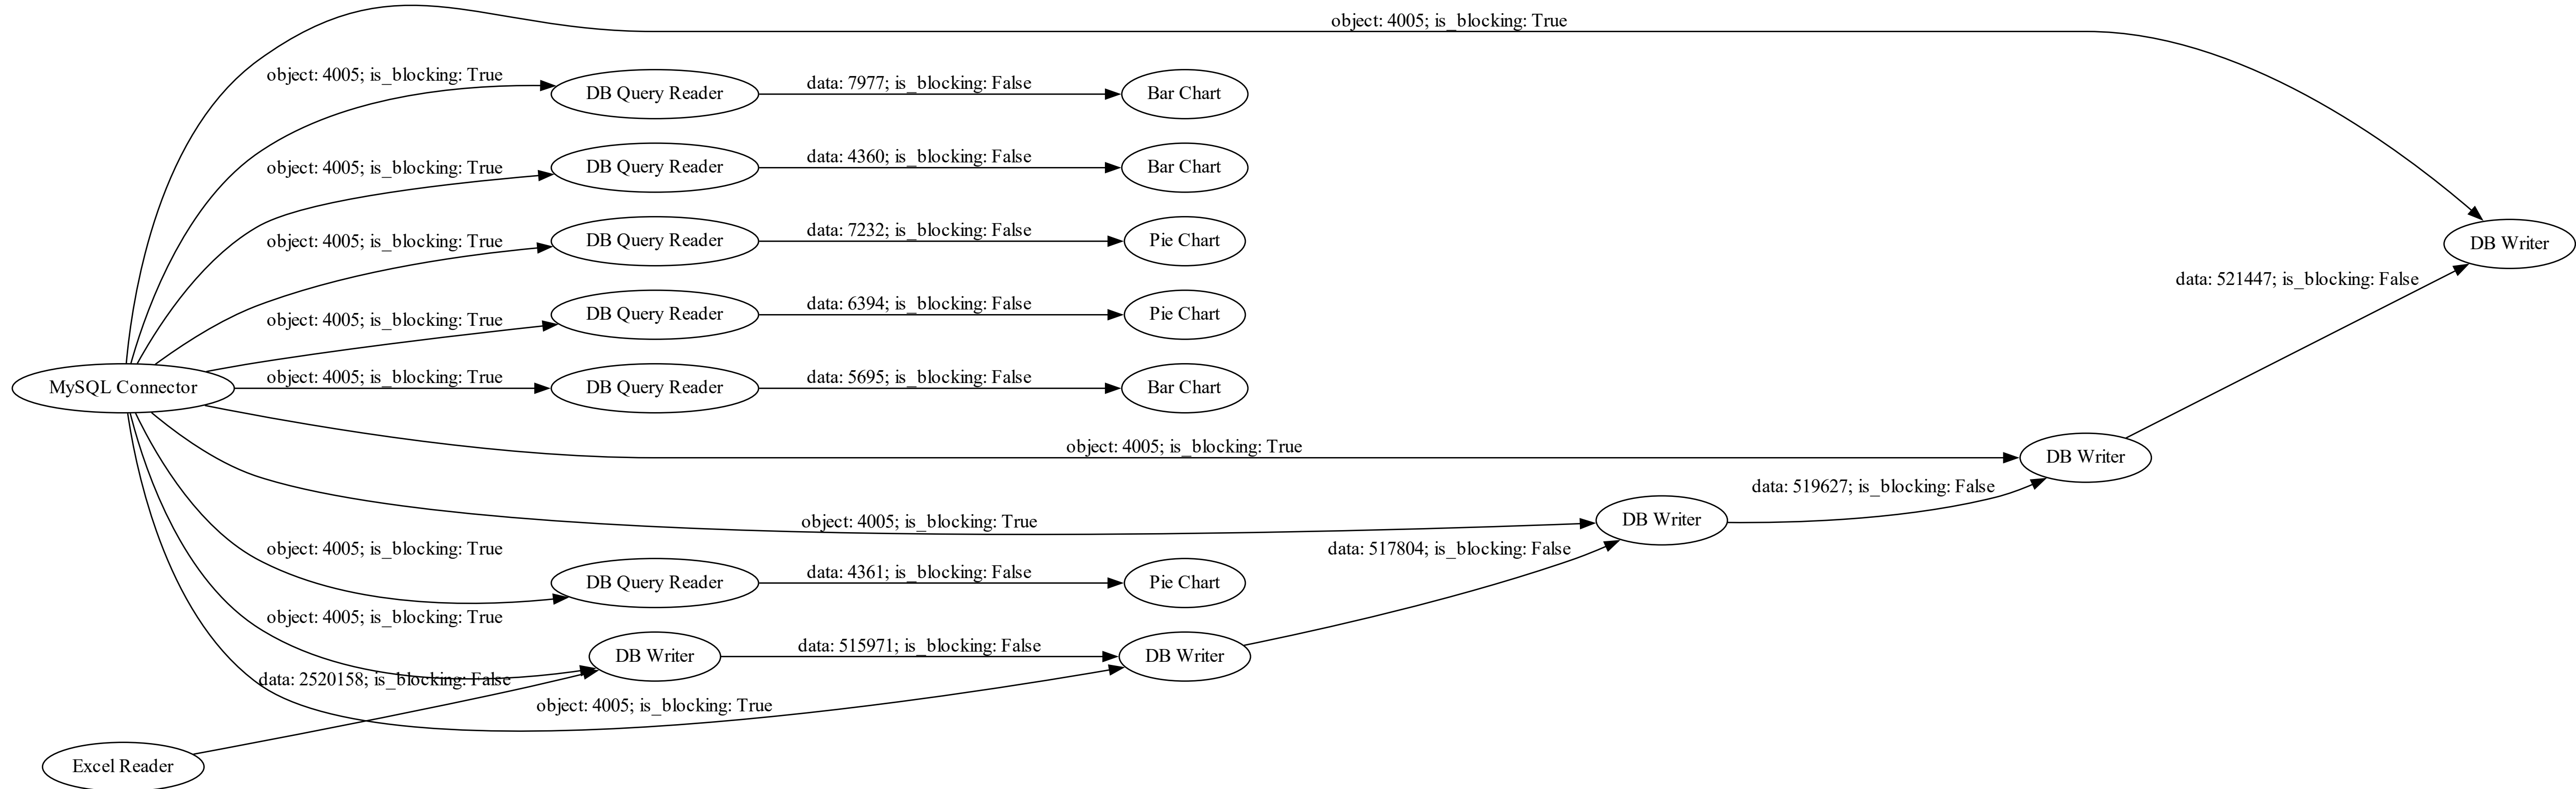 object: 4005; is_blocking: True
object: 4005; is_blocking: True
DB Query Reader
data: 7977; is_blocking: False
Bar Chart
object: 4005; is_blocking: True
DB Query Reader
data: 4360; is_blocking: False
Bar Chart
object: 4005; is_blocking: True
DB Query Reader
data: 7232; is_blocking: False
Pie Chart
DB Writer
data: 521447; is_blocking: False
object: 4005; is_blocking: True
DB Query Reader
data: 6394; is_blocking: False
Pie Chart
MySQL Connector
object: 4005; is_blocking: True
DB Query Reader
data: 5695; is_blocking: False
Bar Chart
object: 4005; is_blocking: True
DB Writer
data: 519627; is_blocking: False
object: 4005; is_blocking: True
DB Writer
data: 517804; is_blocking: False
object: 4005; is_blocking: True
DB Query Reader
data: 4361; is_blocking: False
Pie Chart
object: 4005; is_blocking: True
DB Writer
data: 515971; is_blocking: False
DB Writer
data: 2520158; is_blocking: False
object: 4005; is_blocking: True
Excel Reader